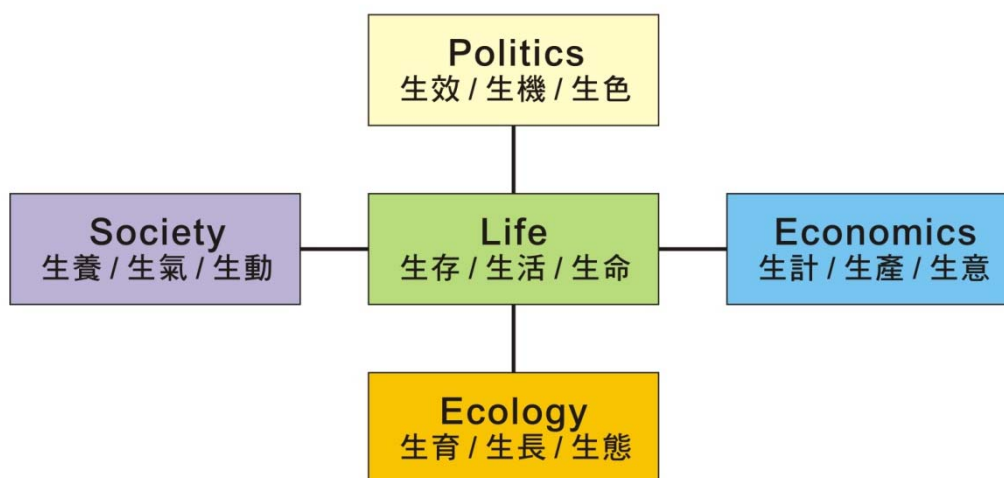 Politics
生效 / 生機 / 生色
Society
生養 / 生氣 / 生動
Life
生存 / 生活 / 生命
Economics
生計 / 生產 / 生意
Ecology
生育 / 生長 / 生態